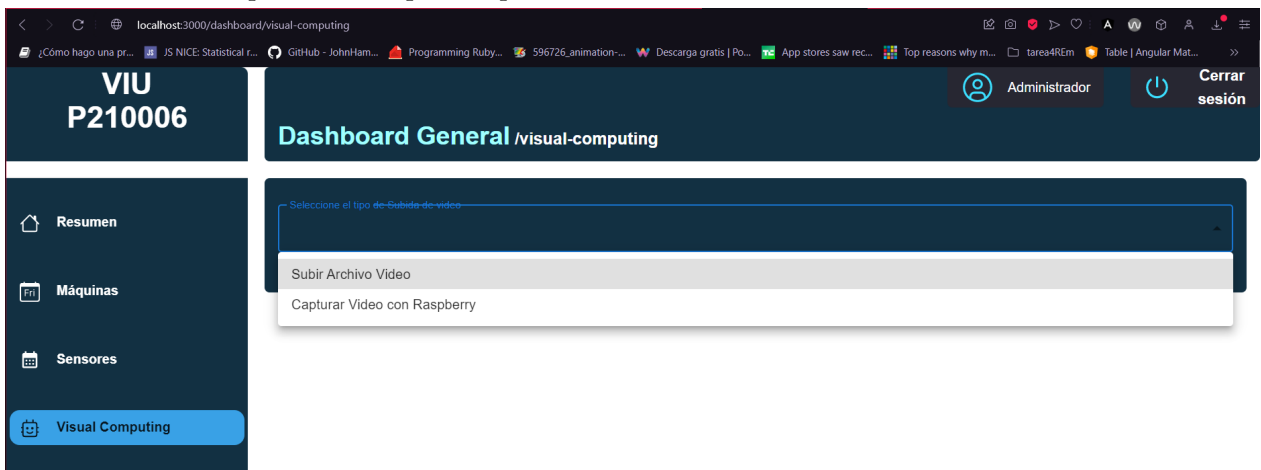 localhost:3000/dashboard/visual-computing
¿Cómo hago una pr... JS NICE: Statistical r... GitHub - JohnHam... Programming Ruby... 596726_animation-... Descarga gratis | Po... App stores saw rec... Top reasons why m... tarea4REm Table | Angular Mat...
VIU
P210006
Administrador
Cerrar
sesión
Dashboard General /visual-computing
Resumen
Seleccione el tipo de Subida de video
Subir Archivo Video
Fri Máquinas
Capturar Video con Raspberry
Sensores
Visual Computing